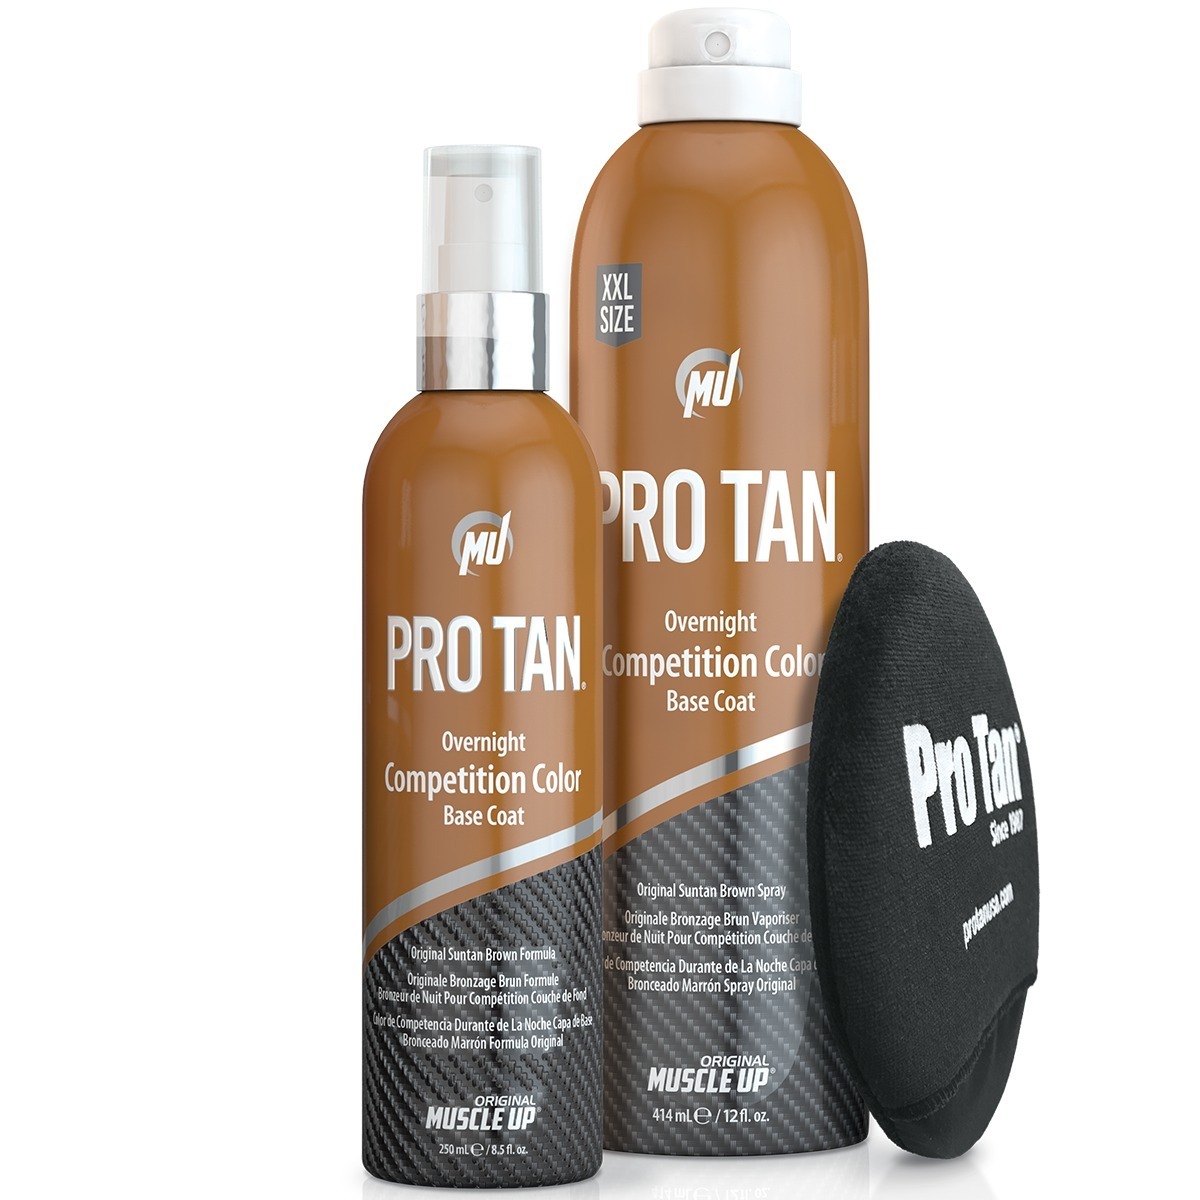 MU
PRO TAN®
Overnight
Competition Color
Base Coat
Original Suntan Brown Formula
Originale Bronzage Brun Formule
Bronzeur de Nuit Pour Compétition Couche de Fond
Color de Competencia Durante de La Noche Capa de Base
Bronceado Marrón Formula Original
ORIGINAL
MUSCLE UP®
250 mL ℮ / 8.5 fl. oz.
XXL
SIZE
MU
PRO TAN®
Overnight
Competition Color
Base Coat
Original Suntan Brown Spray
Originale Bronzage Brun Vaporiser
onzeur de Nuit Pour Compétition Couche de
de Competencia Durante de La Noche Capa
Bronceado Marrón Spray Original
ORIGINAL
MUSCLE UP®
414 mL ℮ / 12 fl. oz.
Pro Tan®
Since 1987
protanusa.com